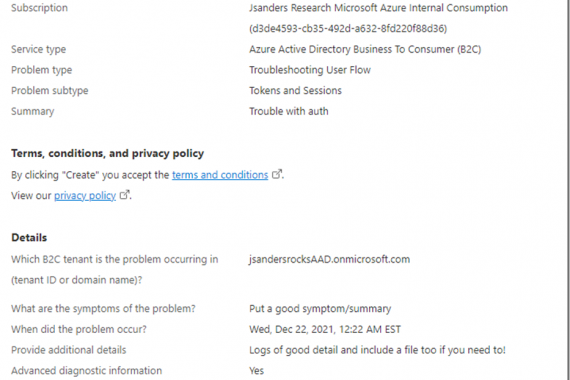 Subscription Jsanders Research Microsoft Azure Internal Consumption
(d3de4593-cb35-492d-a632-8fd220f88d36)
Service type Azure Active Directory Business To Consumer (B2C)
Problem type Troubleshooting User Flow
Problem subtype Tokens and Sessions
Summary Trouble with auth
Terms, conditions, and privacy policy
By clicking "Create" you accept the terms and conditions.
View our privacy policy.
Details
Which B2C tenant is the problem occurring in jsandersrocksAAD.onmicrosoft.com
(tenant ID or domain name)?
What are the symptoms of the problem? Put a good symptom/summary
When did the problem occur? Wed, Dec 22, 2021, 12:22 AM EST
Provide additional details Logs of good detail and include a file too if you need to!
Advanced diagnostic information Yes